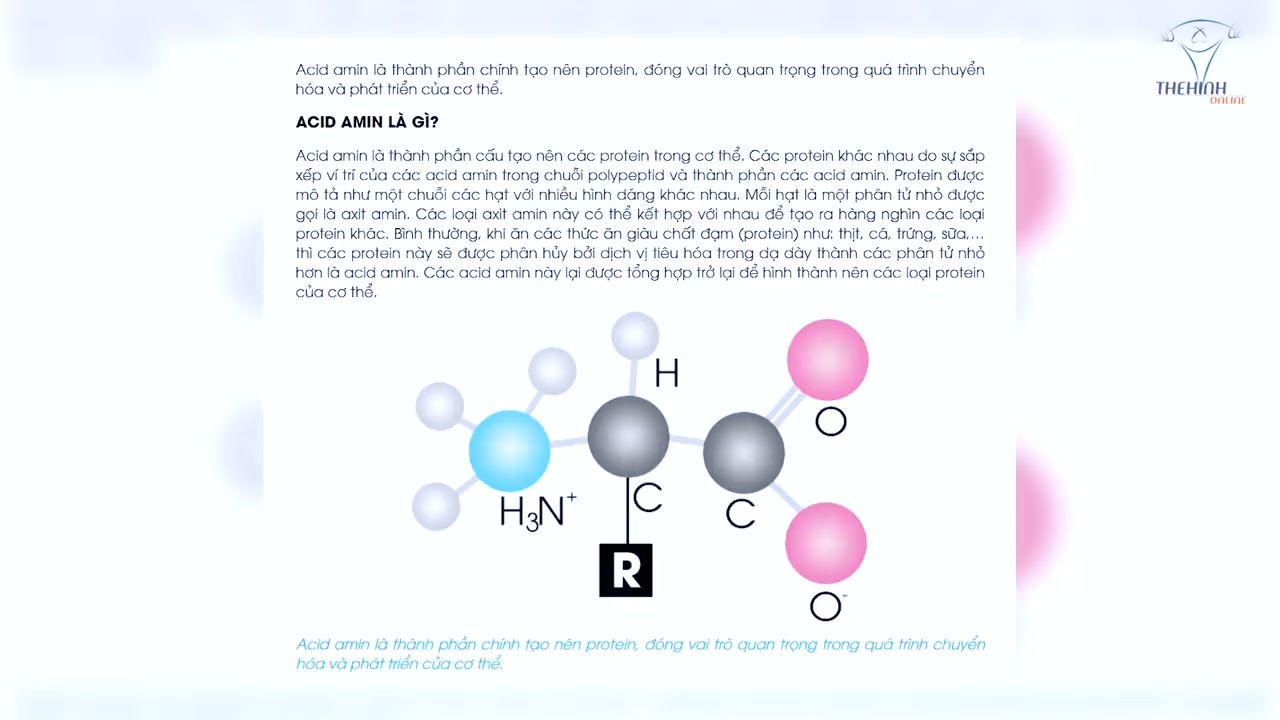 THEHINH
ONLINE
Acid amin là thành phần chính tạo nên protein, đóng vai trò quan trọng trong quá trình chuyển
hóa và phát triển của cơ thể.
ACID AMIN LÀ GÌ?
Acid amin là thành phần cấu tạo nên các protein trong cơ thể. Các protein khác nhau do sự sắp
xếp ví trí của các acid amin trong chuỗi polypeptid và thành phần các acid amin. Protein được
mô tả như một chuỗi các hạt với nhiều hình dáng khác nhau. Mỗi hạt là một phân tử nhỏ được
gọi là axit amin. Các loại axit amin này có thể kết hợp với nhau để tạo ra hàng nghìn các loại
protein khác. Bình thường, khi ăn các thức ăn giàu chất đạm (protein) như: thịt, cá, trứng, sữa,...
thì các protein này sẽ được phân hủy bởi dịch vị tiêu hóa trong dạ dày thành các phân tử nhỏ
hơn là acid amin. Các acid amin này lại được tổng hợp trở lại để hình thành nên các loại protein
của cơ thể.
H
O
H₃N⁺
C
C
R
O⁻
Acid amin là thành phần chính tạo nên protein, đóng vai trò quan trọng trong quá trình chuyển
hóa và phát triển của cơ thể.